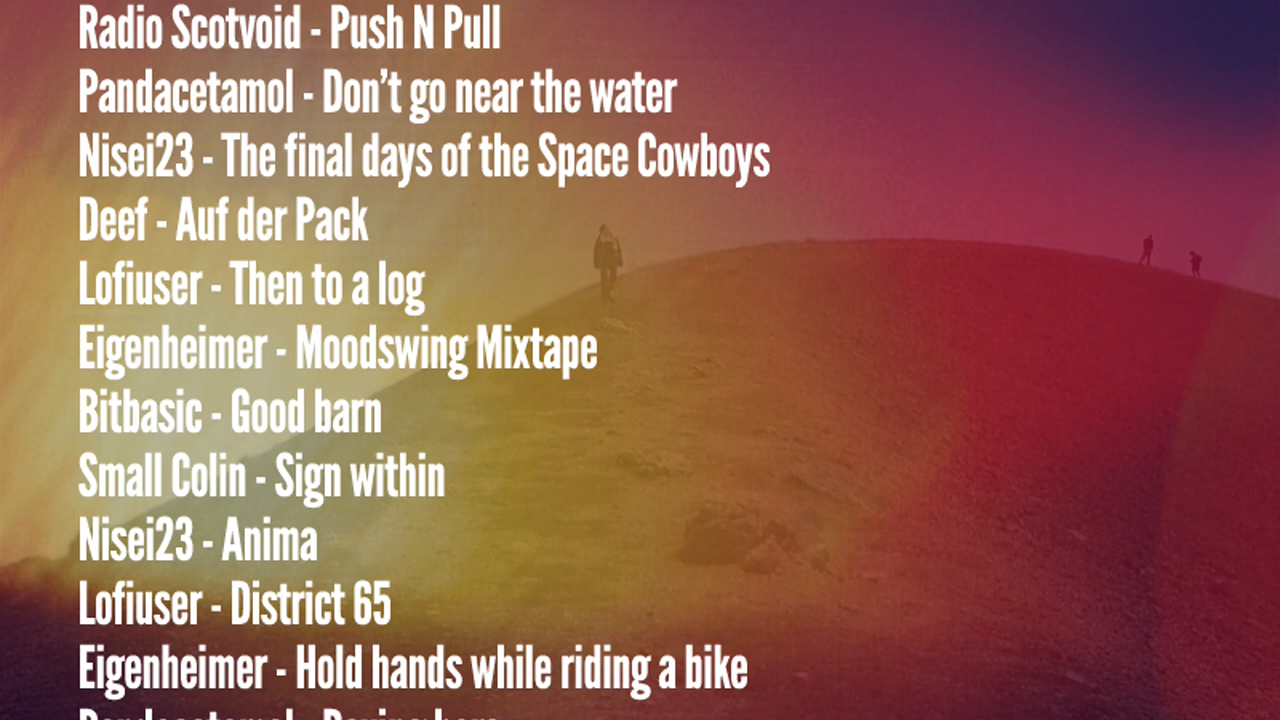 Radio Scotvoid - Push N Pull
Pandacetamol - Don’t go near the water
Nisei23 - The final days of the Space Cowboys
Deef - Auf der Pack
Lofiuser - Then to a log
Eigenheimer - Moodswing Mixtape
Bitbasic - Good barn
Small Colin - Sign within
Nisei23 - Anima
Lofiuser - District 65
Eigenheimer - Hold hands while riding a bike
Pandacetamol -